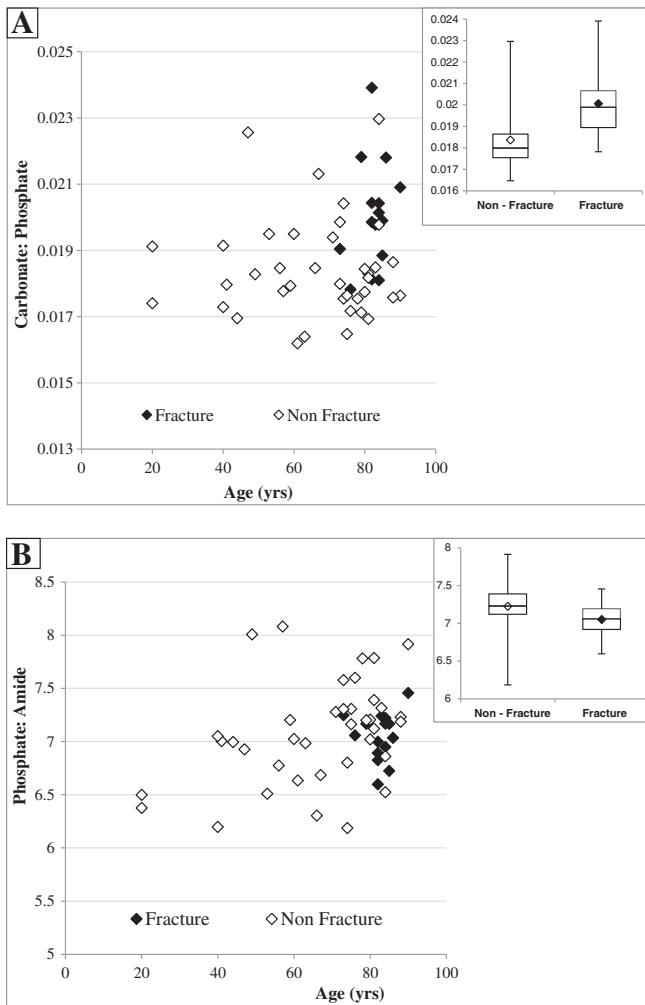 A
0.025
0.023
0.021
0.019
0.017
0.015
0.013
Carbonate: Phosphate
0 20 40 60 80 100
Age (yrs)
Fracture Non Fracture
0.024
0.023
0.022
0.021
0.02
0.019
0.018
0.017
0.016
Non - Fracture Fracture
B
8.5
8
7.5
7
6.5
6
5.5
5
Phosphate: Amide
0 20 40 60 80 100
Age (yrs)
Fracture Non Fracture
8
7.5
7
6.5
6
Non - Fracture Fracture